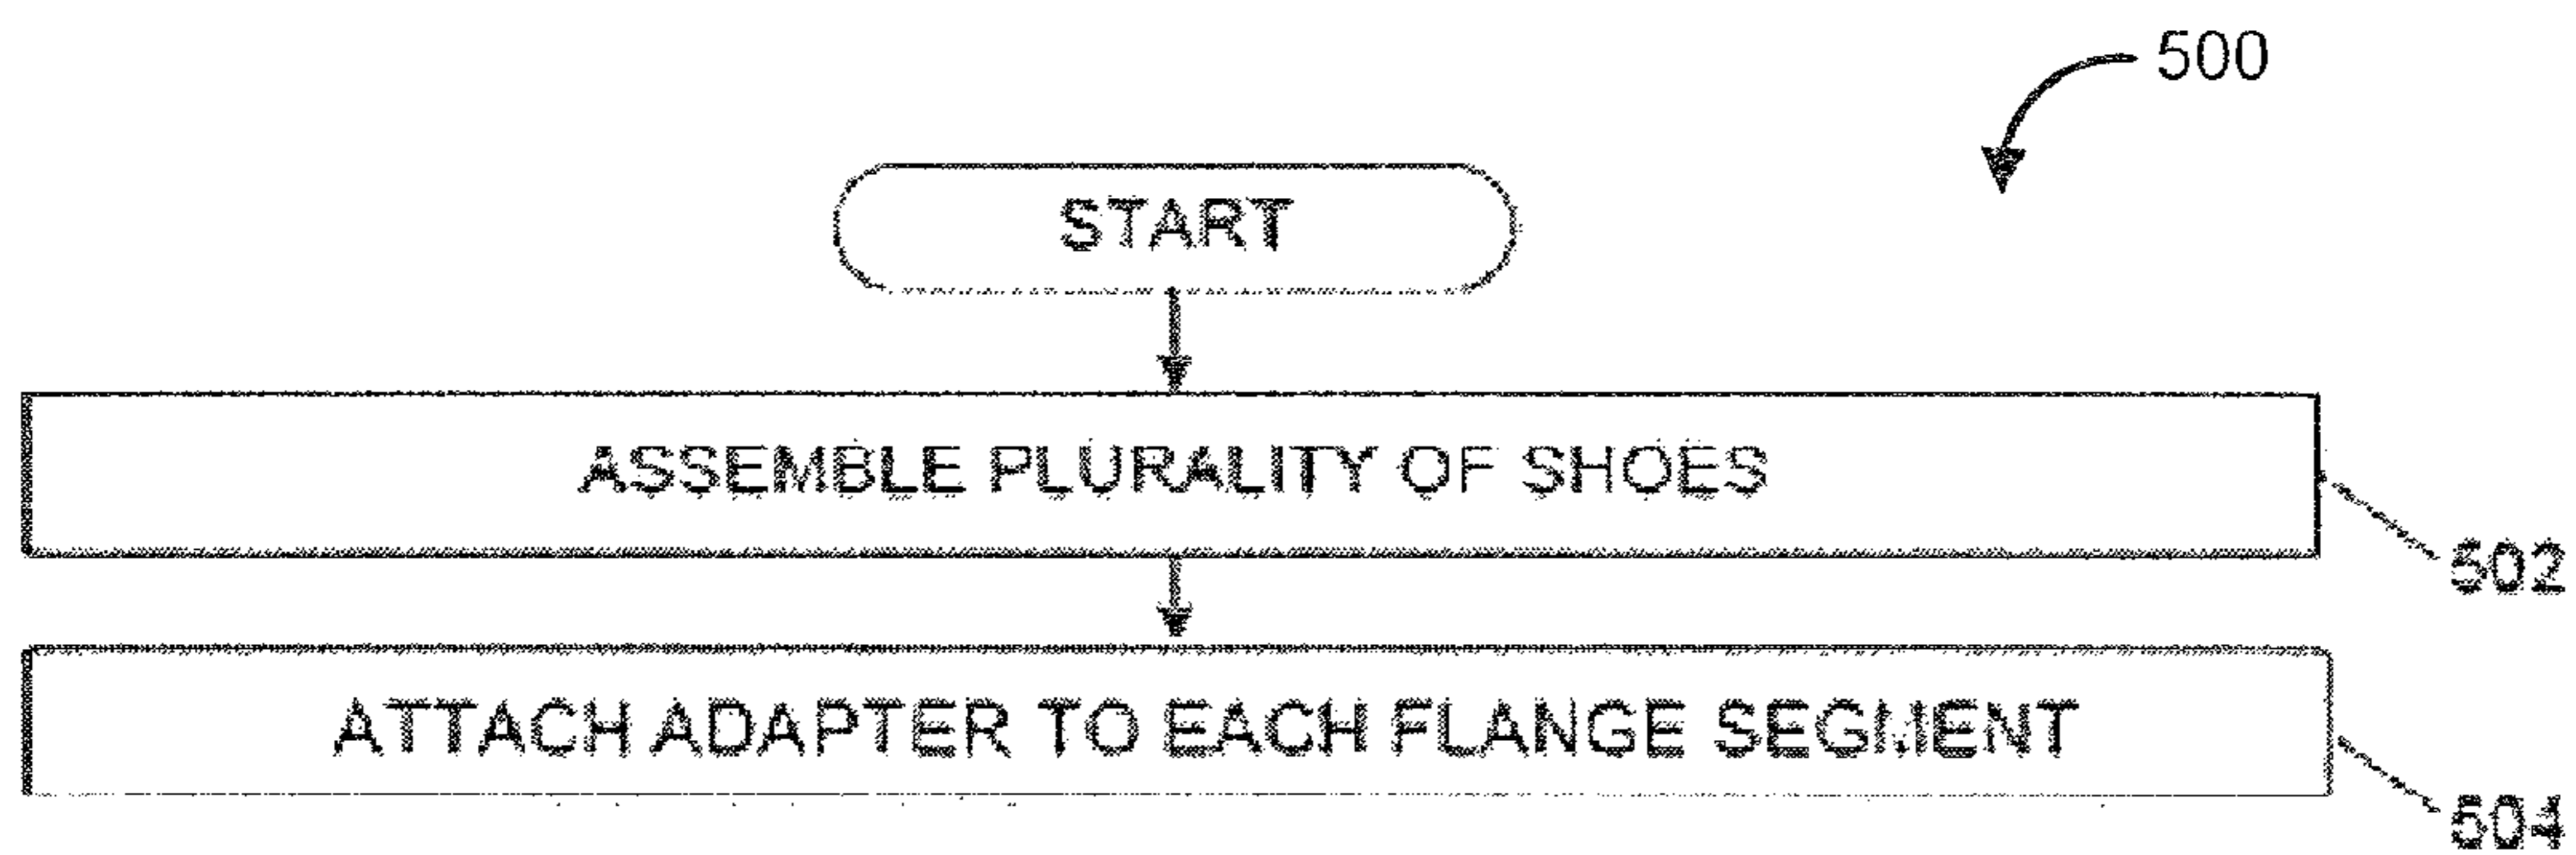 500
START
ASSEMBLE PLURALITY OF SHOES
502
ATTACH ADAPTER TO EACH FLANGE SEGMENT
504